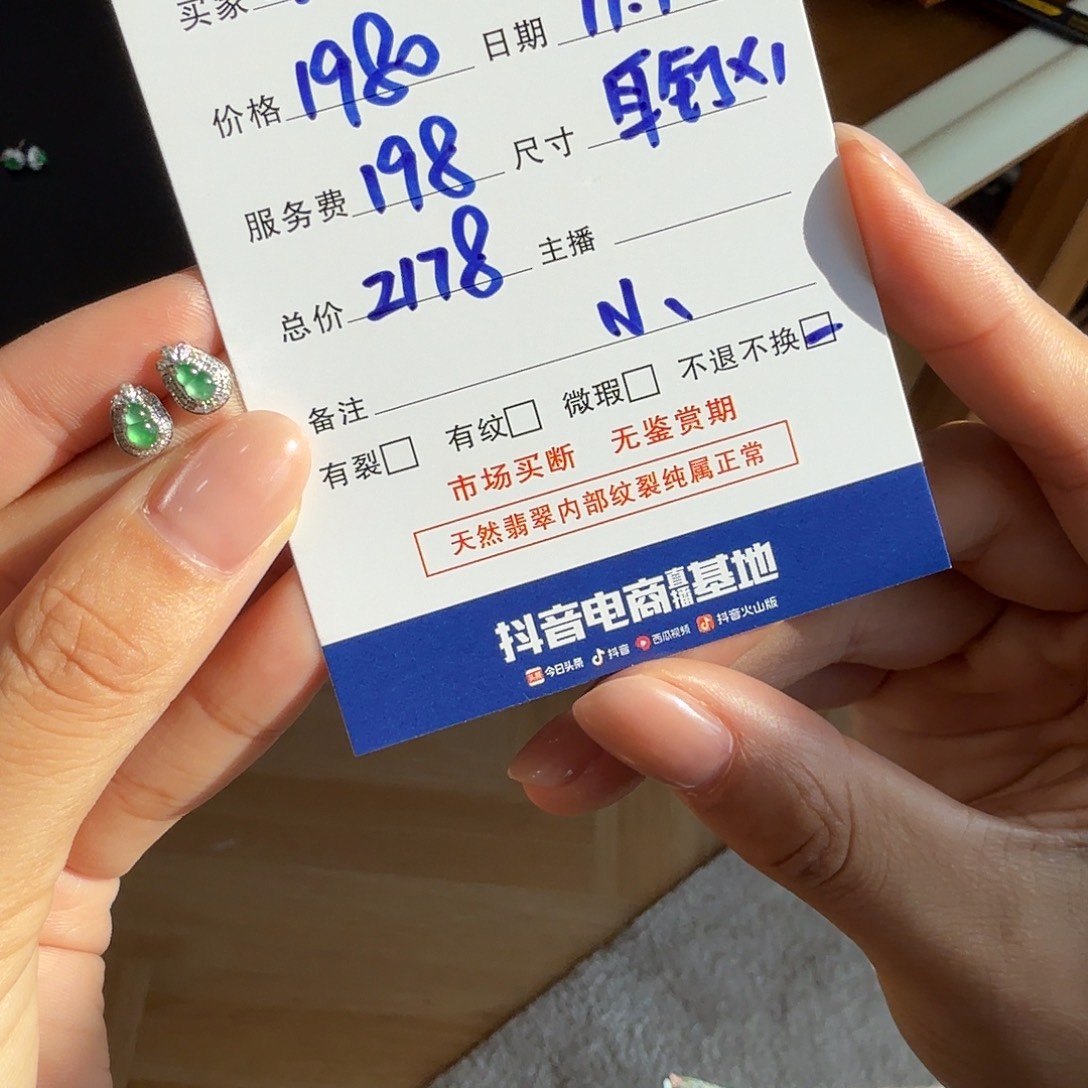 买家
价格 1980 日期 11.
服务费 198 尺寸 耳钉x1
总价 2178 主播
N、
备注
有裂 有纹 微瑕 不退不换
市场买断 无鉴赏期
天然翡翠内部纹裂纯属正常
抖音电商直播基地
头条 今日头条 抖音 西瓜视频 抖音火山版